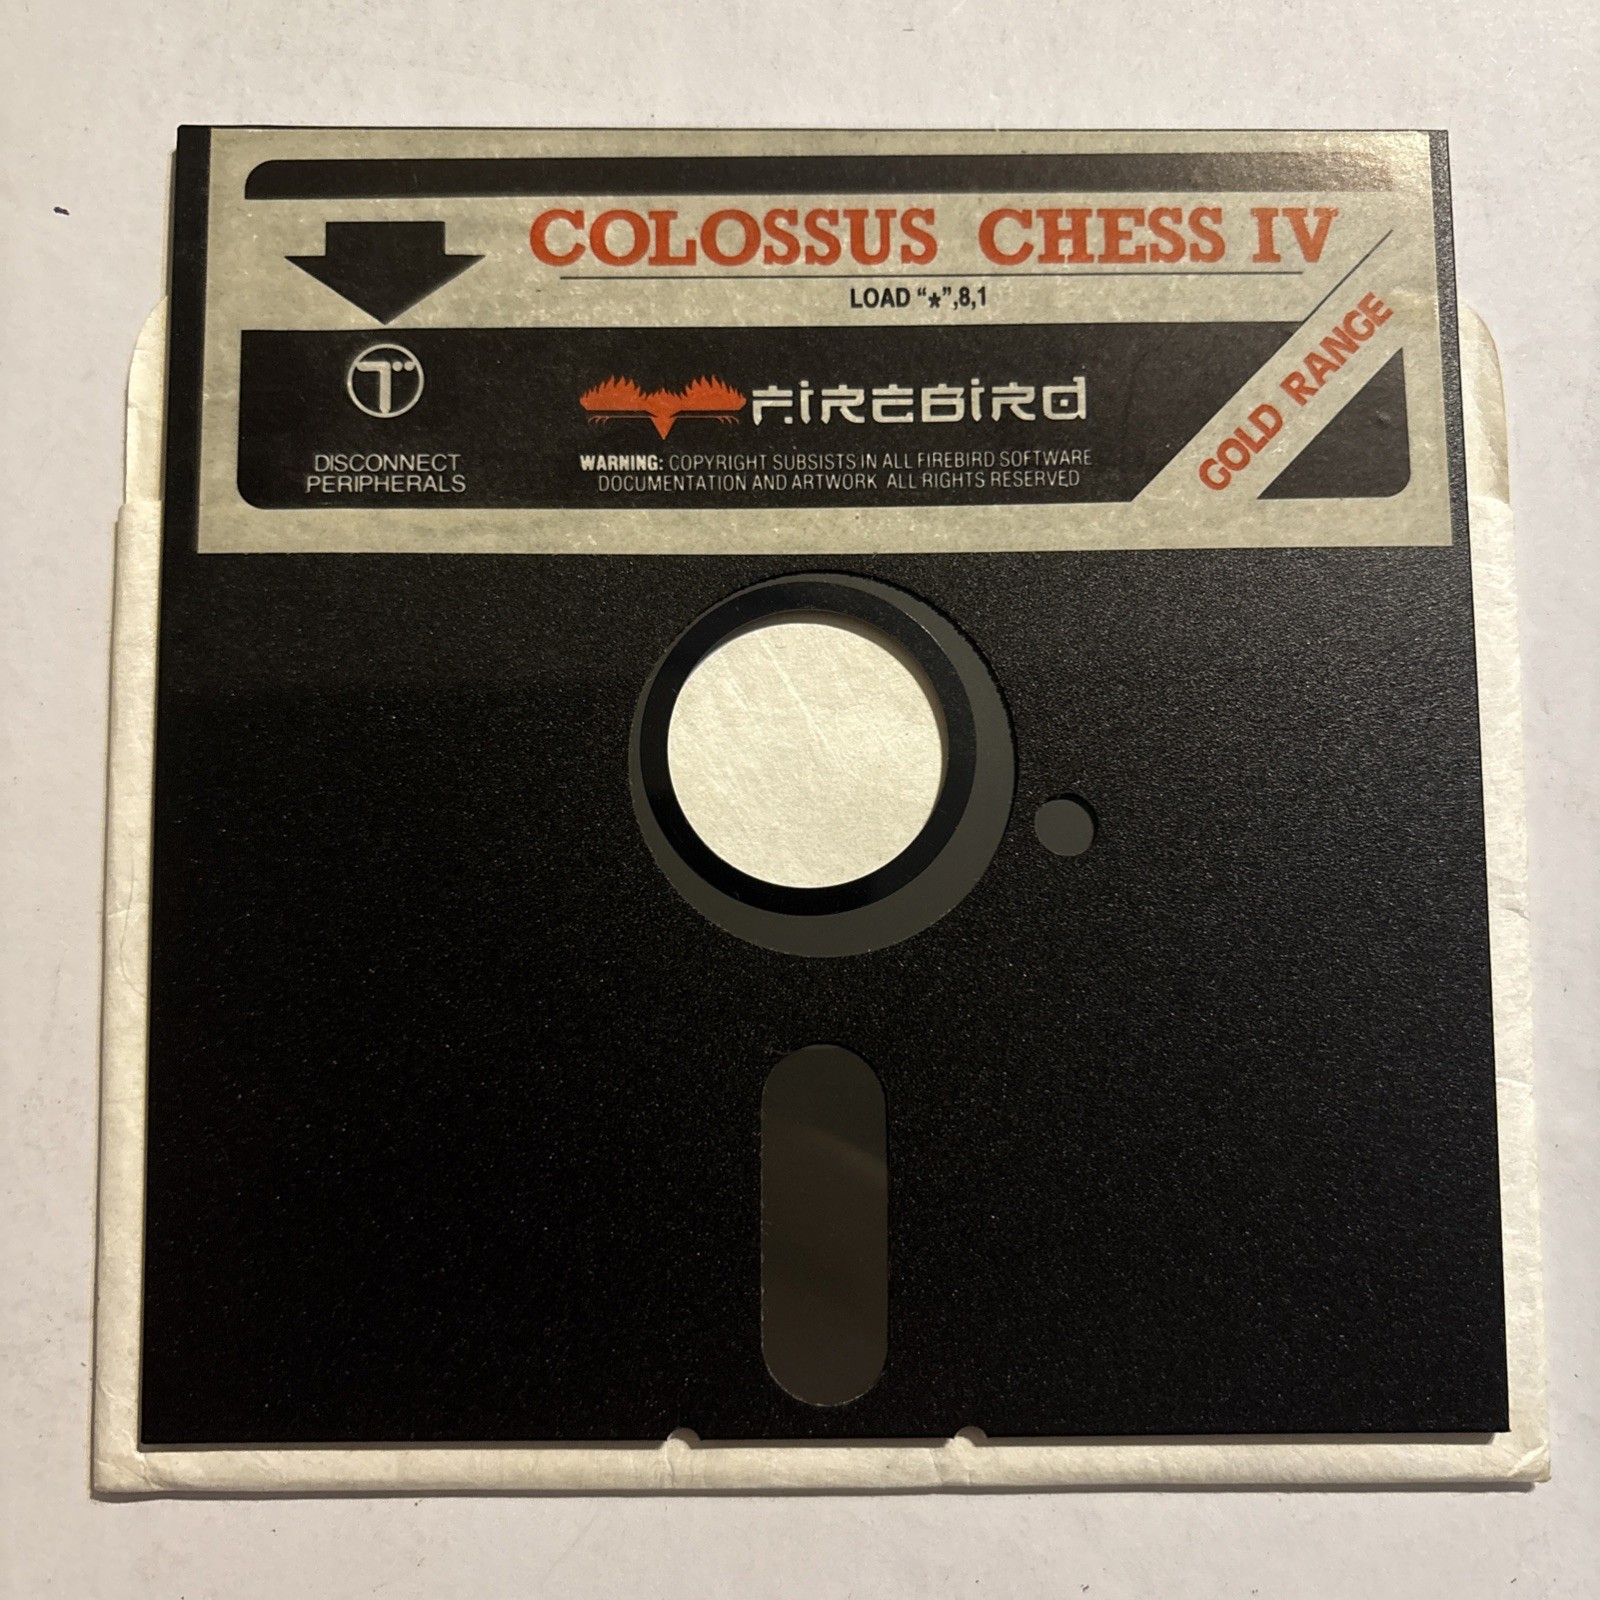 COLOSSUS CHESS IV
LOAD "*",8,1
GOLD RANGE
FIREBIRD
DISCONNECT
PERIPHERALS
WARNING: COPYRIGHT SUBSISTS IN ALL FIREBIRD SOFTWARE
DOCUMENTATION AND ARTWORK ALL RIGHTS RESERVED